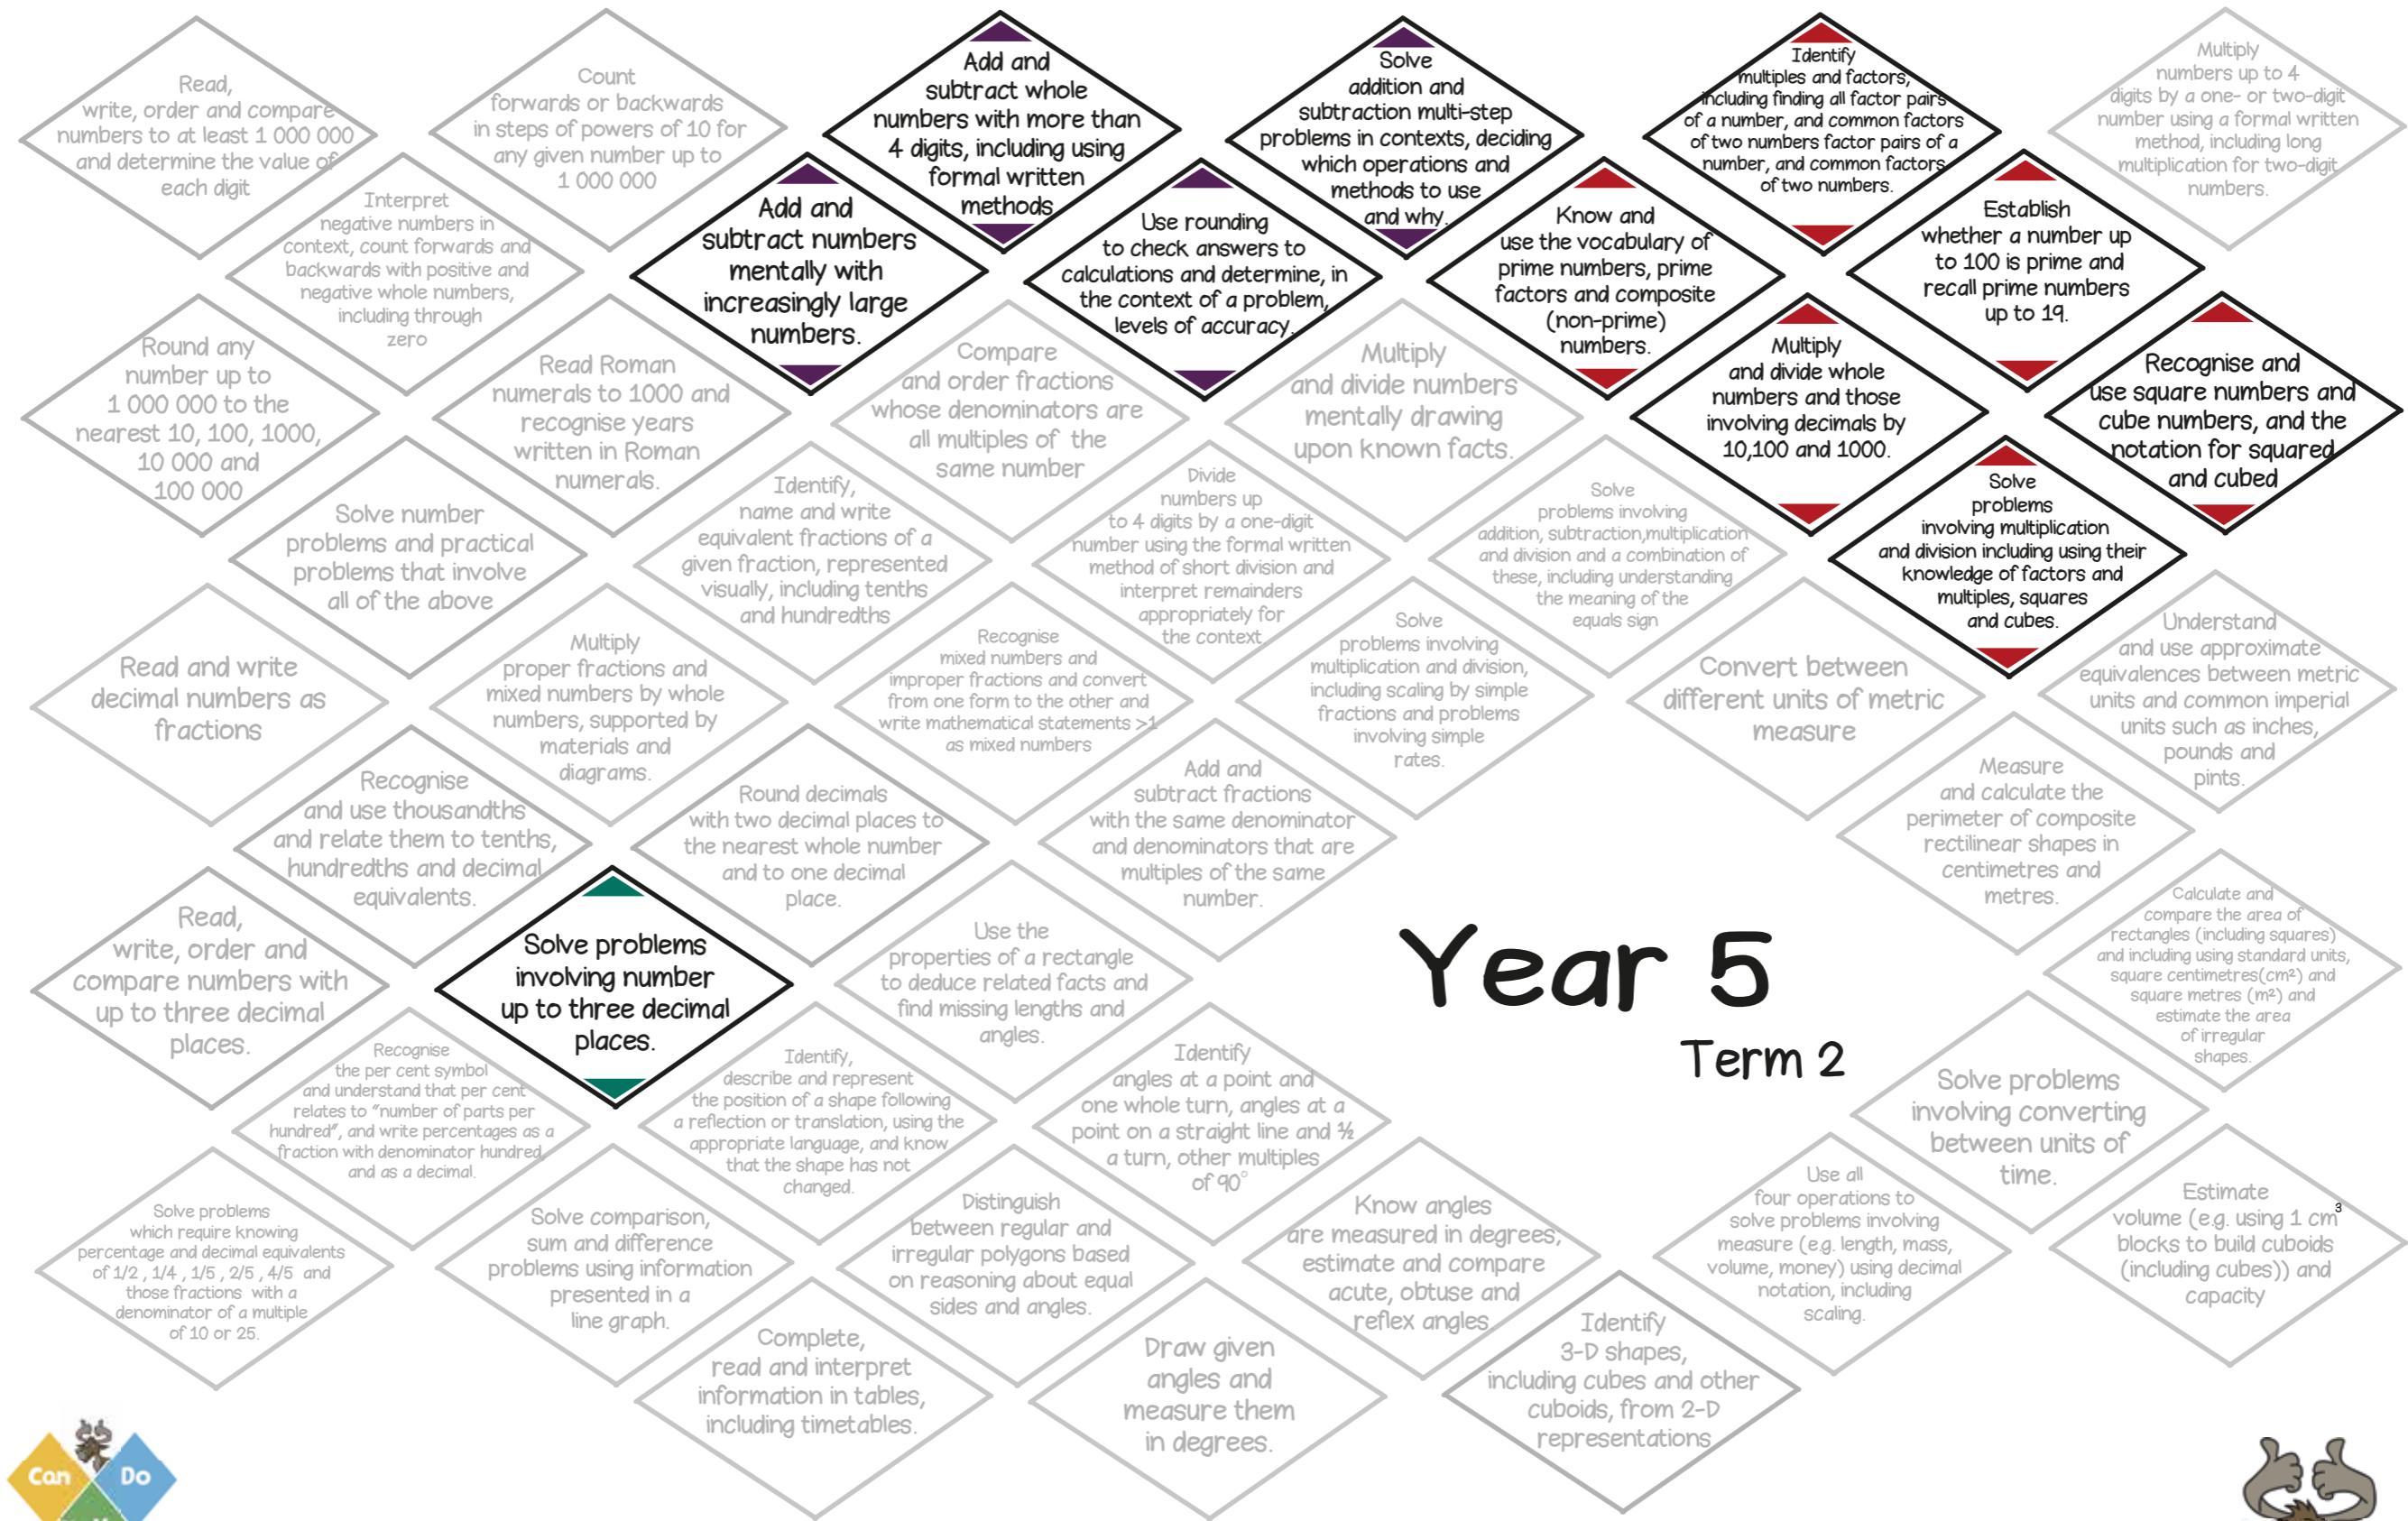 Read,
write, order and compare
numbers to at least 1 000 000
and determine the value of
each digit
Count
forwards or backwards
in steps of powers of 10 for
any given number up to
1 000 000
Add and
subtract whole
numbers with more than
4 digits, including using
formal written
methods
Solve
addition and
subtraction multi-step
problems in contexts, deciding
which operations and
methods to use
and why.
Identify
multiples and factors,
including finding all factor pairs
of a number, and common factors
of two numbers factor pairs of a
number, and common factors
of two numbers.
Multiply
numbers up to 4
digits by a one- or two-digit
number using a formal written
method, including long
multiplication for two-digit
numbers.
Interpret
negative numbers in
context, count forwards and
backwards with positive and
negative whole numbers,
including through
zero
Add and
subtract numbers
mentally with
increasingly large
numbers.
Use rounding
to check answers to
calculations and determine, in
the context of a problem,
levels of accuracy.
Know and
use the vocabulary of
prime numbers, prime
factors and composite
(non-prime)
numbers.
Establish
whether a number up
to 100 is prime and
recall prime numbers
up to 19.
Round any
number up to
1 000 000 to the
nearest 10, 100, 1000,
10 000 and
100 000
Read Roman
numerals to 1000 and
recognise years
written in Roman
numerals.
Compare
and order fractions
whose denominators are
all multiples of the
same number
Multiply
and divide numbers
mentally drawing
upon known facts.
Multiply
and divide whole
numbers and those
involving decimals by
10,100 and 1000.
Recognise and
use square numbers and
cube numbers, and the
notation for squared
and cubed
Solve number
problems and practical
problems that involve
all of the above
Identify,
name and write
equivalent fractions of a
given fraction, represented
visually, including tenths
and hundredths
Divide
numbers up
to 4 digits by a one-digit
number using the formal written
method of short division and
interpret remainders
appropriately for
the context
Solve
problems involving
addition, subtraction,multiplication
and division and a combination of
these, including understanding
the meaning of the
equals sign
Solve
problems
involving multiplication
and division including using their
knowledge of factors and
multiples, squares
and cubes.
Read and write
decimal numbers as
fractions
Multiply
proper fractions and
mixed numbers by whole
numbers, supported by
materials and
diagrams.
Recognise
mixed numbers and
improper fractions and convert
from one form to the other and
write mathematical statements >1
as mixed numbers
Solve
problems involving
multiplication and division,
including scaling by simple
fractions and problems
involving simple
rates.
Convert between
different units of metric
measure
Understand
and use approximate
equivalences between metric
units and common imperial
units such as inches,
pounds and
pints.
Recognise
and use thousandths
and relate them to tenths,
hundredths and decimal
equivalents.
Round decimals
with two decimal places to
the nearest whole number
and to one decimal
place.
Add and
subtract fractions
with the same denominator
and denominators that are
multiples of the same
number.
Measure
and calculate the
perimeter of composite
rectilinear shapes in
centimetres and
metres.
Read,
write, order and
compare numbers with
up to three decimal
places.
Solve problems
involving number
up to three decimal
places.
Use the
properties of a rectangle
to deduce related facts and
find missing lengths and
angles.
Year 5
Term 2
Calculate and
compare the area of
rectangles (including squares)
and including using standard units,
square centimetres(cm²) and
square metres (m²) and
estimate the area
of irregular
shapes.
Recognise
the per cent symbol
and understand that per cent
relates to "number of parts per
hundred", and write percentages as a
fraction with denominator hundred,
and as a decimal.
Identify,
describe and represent
the position of a shape following
a reflection or translation, using the
appropriate language, and know
that the shape has not
changed.
Identify
angles at a point and
one whole turn, angles at a
point on a straight line and ½
a turn, other multiples
of 90°
Solve problems
involving converting
between units of
time.
Solve problems
which require knowing
percentage and decimal equivalents
of 1/2 , 1/4 , 1/5 , 2/5 , 4/5 and
those fractions with a
denominator of a multiple
of 10 or 25.
Solve comparison,
sum and difference
problems using information
presented in a
line graph.
Distinguish
between regular and
irregular polygons based
on reasoning about equal
sides and angles.
Know angles
are measured in degrees;
estimate and compare
acute, obtuse and
reflex angles
Use all
four operations to
solve problems involving
measure (e.g. length, mass,
volume, money) using decimal
notation, including
scaling.
Estimate
volume (e.g. using 1 cm³
blocks to build cuboids
(including cubes)) and
capacity
Complete,
read and interpret
information in tables,
including timetables.
Draw given
angles and
measure them
in degrees.
Identify
3-D shapes,
including cubes and other
cuboids, from 2-D
representations
Can Do